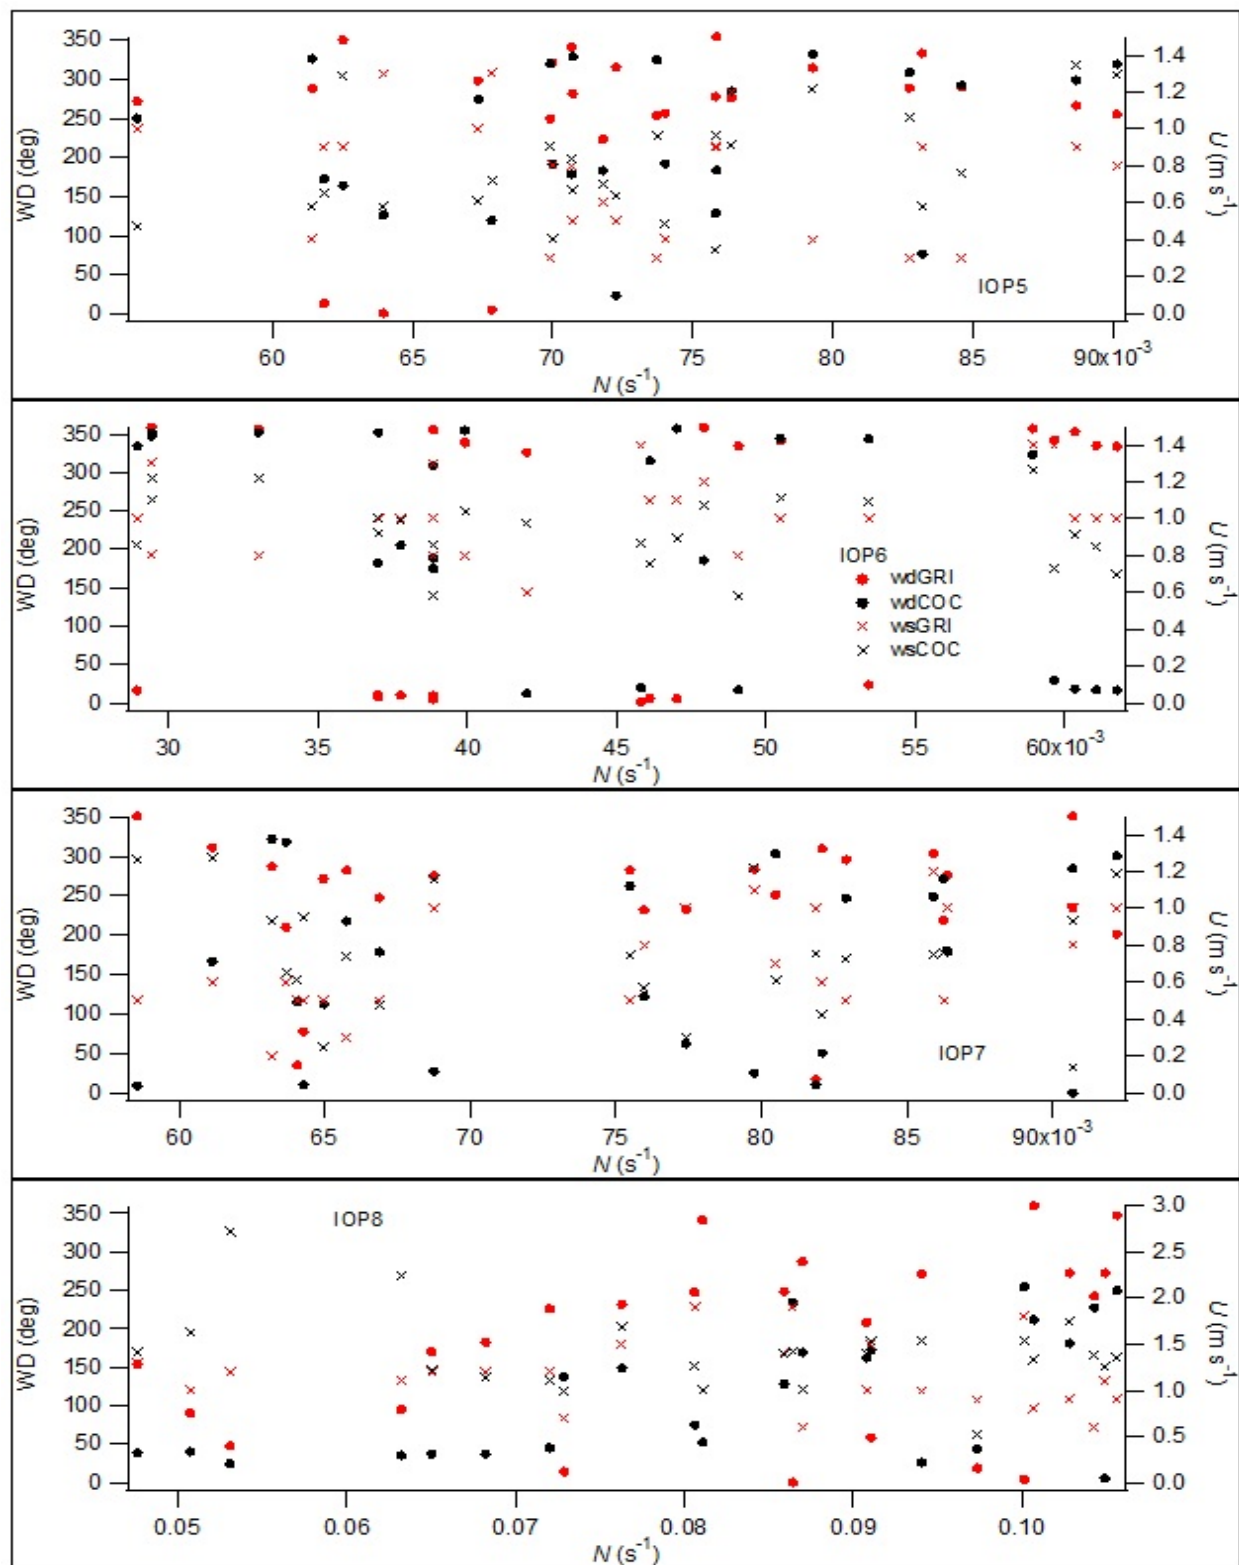 350
300
250
200
150
100
50
0
WD (deg)
1.4
1.2
1.0
0.8
0.6
0.4
0.2
0.0
U (m s⁻¹)
IOP5
60 65 70 75 80 85 90x10⁻³
N (s⁻¹)
350
300
250
200
150
100
50
0
WD (deg)
1.4
1.2
1.0
0.8
0.6
0.4
0.2
0.0
U (m s⁻¹)
IOP6
wdGRI
wdCOC
wsGRI
wsCOC
30 35 40 45 50 55 60x10⁻³
N (s⁻¹)
350
300
250
200
150
100
50
0
WD (deg)
1.4
1.2
1.0
0.8
0.6
0.4
0.2
0.0
U (m s⁻¹)
IOP7
60 65 70 75 80 85 90x10⁻³
N (s⁻¹)
IOP8
350
300
250
200
150
100
50
0
WD (deg)
3.0
2.5
2.0
1.5
1.0
0.5
0.0
U (m s⁻¹)
0.05 0.06 0.07 0.08 0.09 0.10
N (s⁻¹)